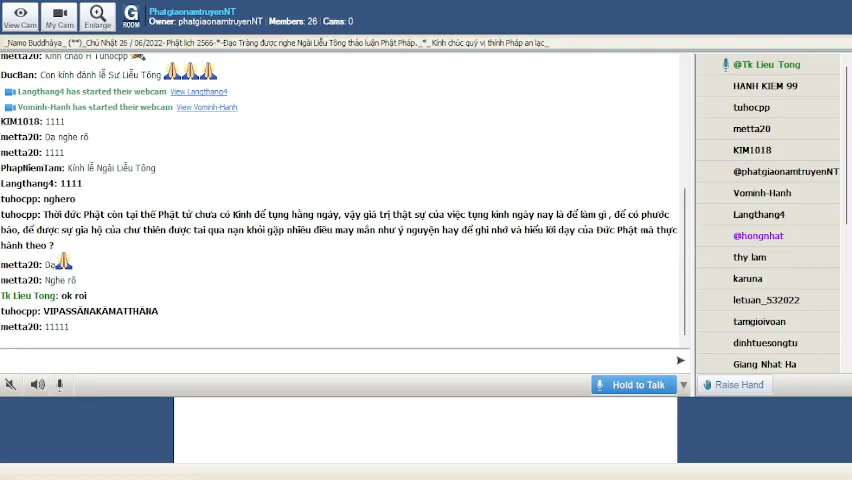 PhatgiaonamtruyenNT
Owner: phatgiaonamtruyenNT | Members: 26 | Cams: 0
View Cam
My Cam
Enlarge
G
ROOM
_Namo Buddhāya_ (**)_Chủ Nhật 26 / 06/2022- Phật lịch 2566-*-Đạo Tràng được nghe Ngài Liễu Tông thảo luận Phật Pháp._*_Kính chúc quý vị thính Pháp an lạc_
metta20: Kính chào H Tuhocpp
DucBan: Con kính đảnh lễ Sư Liễu Tông
Langthang4 has started their webcam View Langthang4
Vominh-Hanh has started their webcam View Vominh-Hanh
KIM1018: 1111
metta20: Dạ nghe rõ
metta20: 1111
PhapNiemTam: Kính lễ Ngài Liễu Tông
Langthang4: 1111
tuhocpp: nghero
tuhocpp: Thời đức Phật còn tại thế Phật tử chưa có Kinh để tụng hằng ngày, vậy giá trị thật sự của việc tụng kinh ngày nay là để làm gì , để có phước
báo, để được sự gia hộ của chư thiên được tai qua nạn khỏi gặp nhiều điều may mắn như ý nguyện hay để ghi nhớ và hiểu lời dạy của Đức Phật mà thực
hành theo ?
metta20: Dạ
metta20: Nghe rõ
Tk Lieu Tong: ok roi
tuhocpp: VIPASSANĀKAMAṬṬHĀNA
metta20: 11111
Hold to Talk
@Tk Lieu Tong
HANH KIEM 99
tuhocpp
metta20
KIM1018
@phatgiaonamtruyenNT
Vominh-Hanh
Langthang4
@hongnhat
thy lam
karuna
letuan_532022
tamgioivoan
dinhtuesongtu
Giang Nhat Ha
Raise Hand